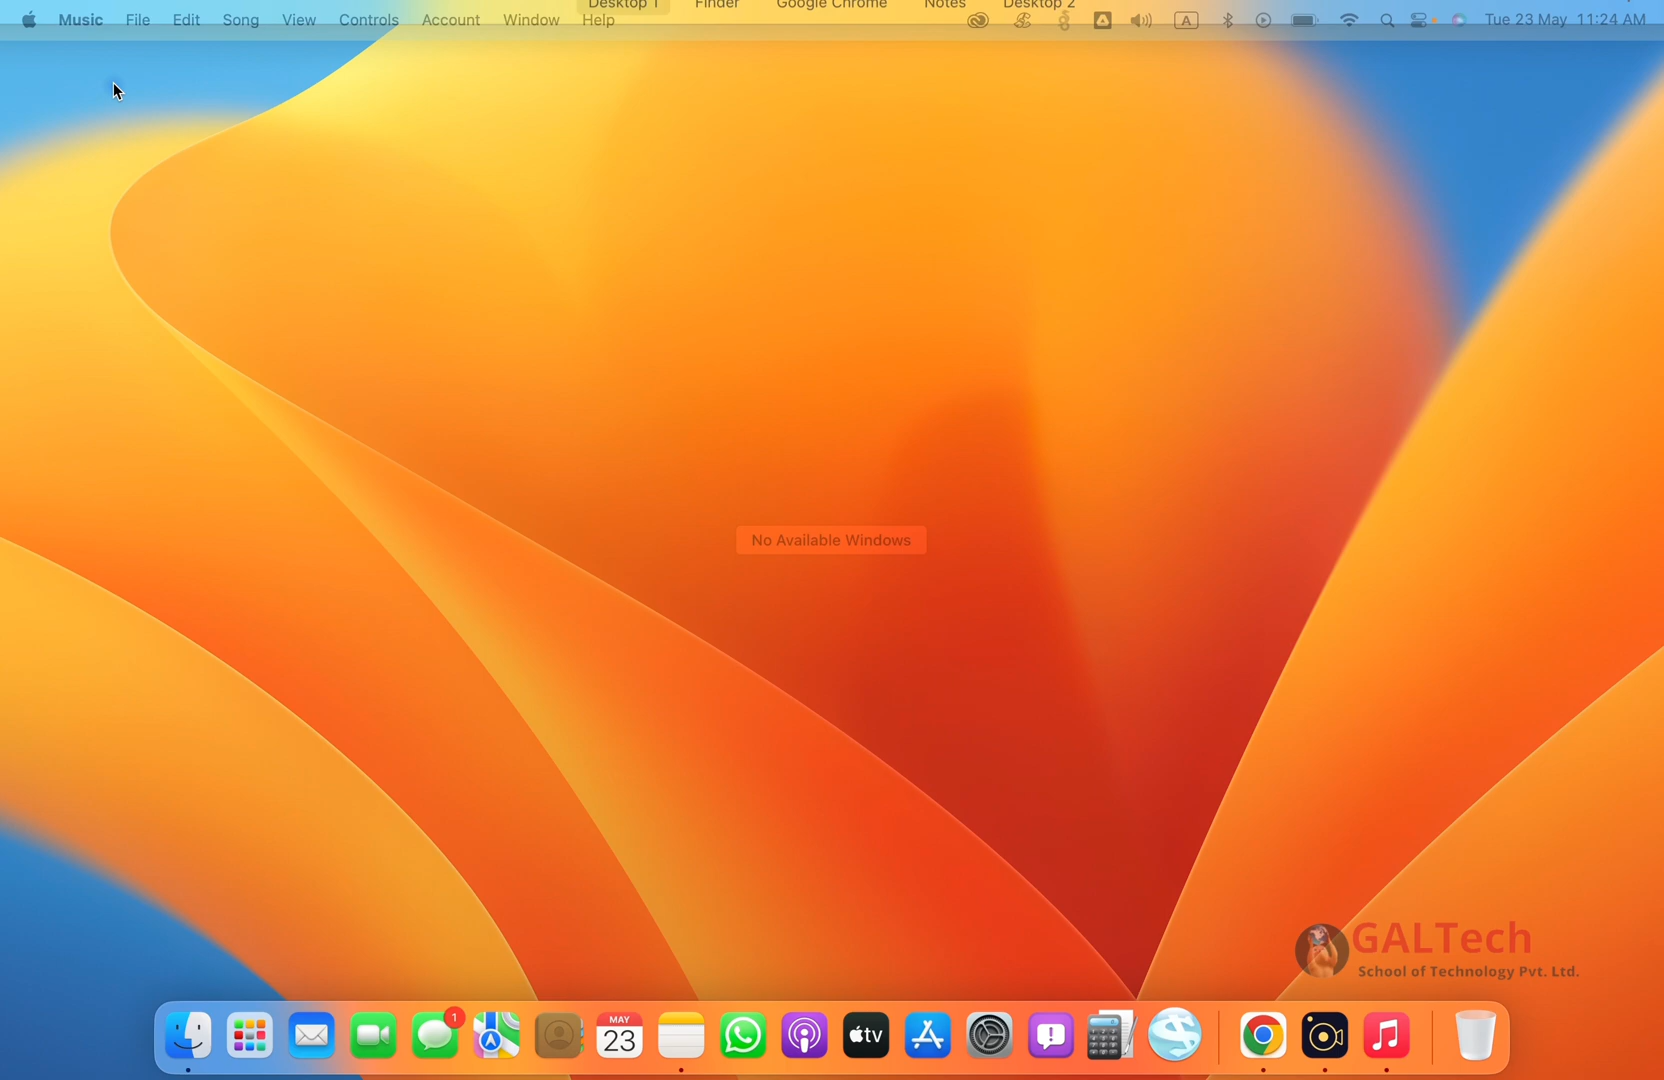 Desktop 1 Finder Google Chrome Notes Desktop 2
Music File Edit Song View Controls Account Window Help A Tue 23 May 11:24 AM
No Available Windows
GALTech
School of Technology Pvt. Ltd.
1
MAY
23
tv